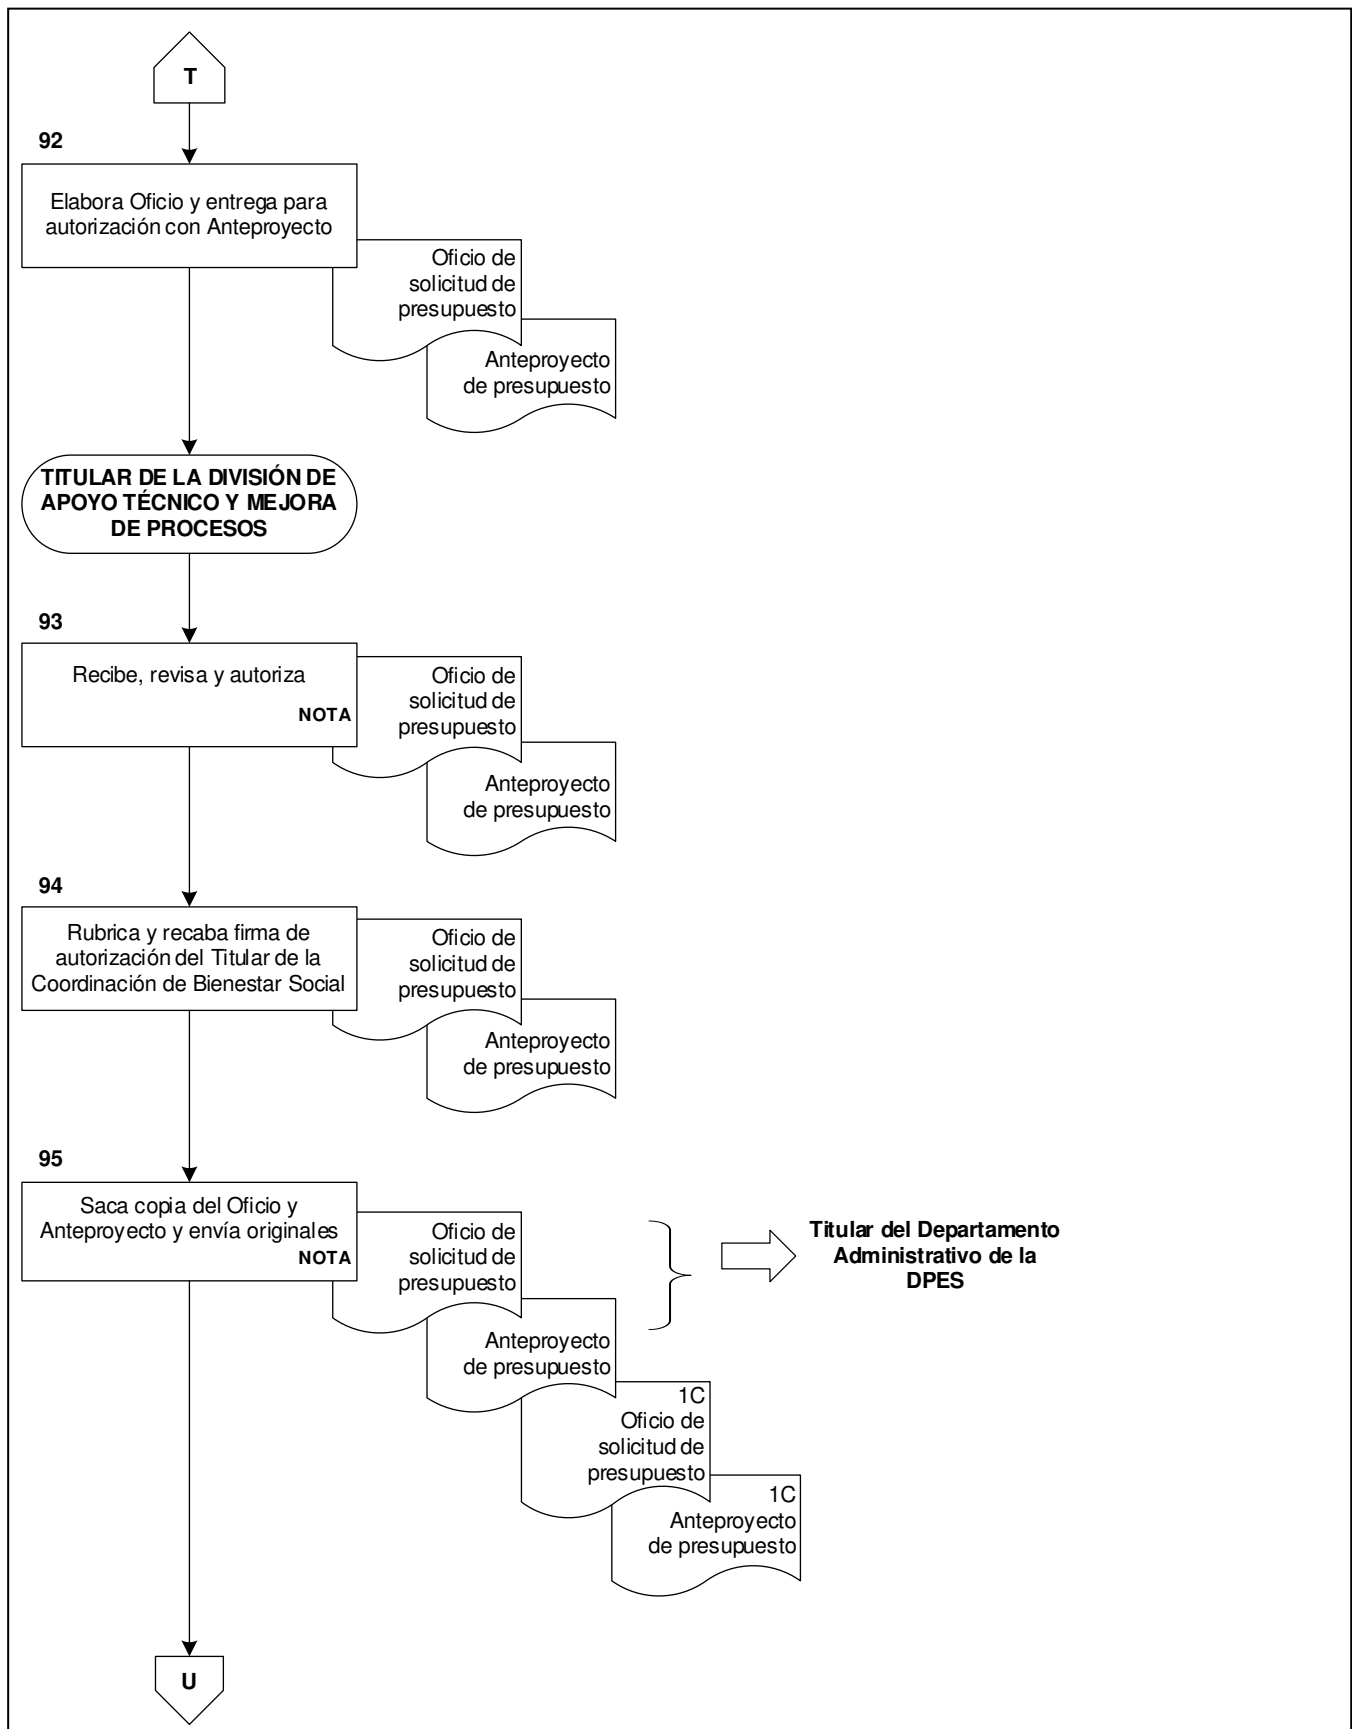 T
92
Elabora Oficio y entrega para
autorización con Anteproyecto
Oficio de
solicitud de
presupuesto
Anteproyecto
de presupuesto
TITULAR DE LA DIVISIÓN DE
APOYO TÉCNICO Y MEJORA
DE PROCESOS
93
Recibe, revisa y autoriza
NOTA
Oficio de
solicitud de
presupuesto
Anteproyecto
de presupuesto
94
Rubrica y recaba firma de
autorización del Titular de la
Coordinación de Bienestar Social
Oficio de
solicitud de
presupuesto
Anteproyecto
de presupuesto
95
Saca copia del Oficio y
Anteproyecto y envía originales
NOTA
Oficio de
solicitud de
presupuesto
Anteproyecto
de presupuesto
1C
Oficio de
solicitud de
presupuesto
1C
Anteproyecto
de presupuesto
Titular del Departamento
Administrativo de la
DPES
U